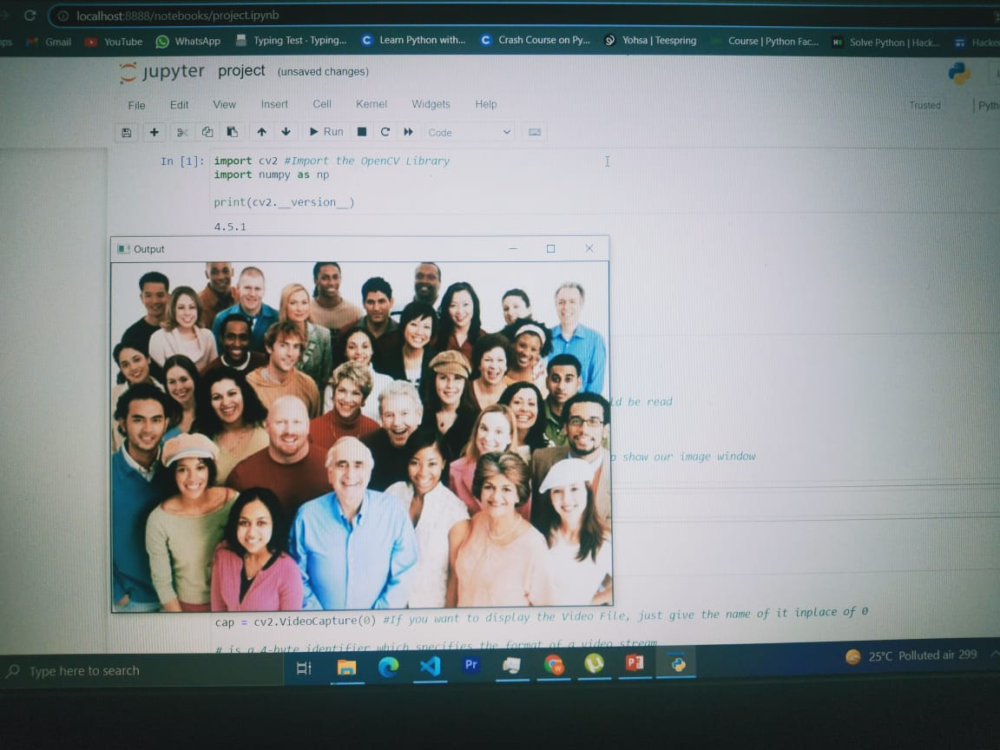 localhost:8888/notebooks/project.ipynb
ops Gmail YouTube WhatsApp Typing Test - Typing... Learn Python with... Crash Course on Py... Yohsa | Teespring Course | Python Fac... Solve Python | Hack... Hacker
jupyter project (unsaved changes)
File Edit View Insert Cell Kernel Widgets Help Trusted Pyth
Run Code
In [1]: import cv2 #Import the OpenCV Library
import numpy as np
print(cv2.__version__)
4.5.1
Output
ld be read
o show our image window
cap = cv2.VideoCapture(0) #If you want to display the Video File, just give the name of it inplace of 0
# is a 4-byte identifier which specifies the format of a video stream
Type here to search Pr 25°C Polluted air 299